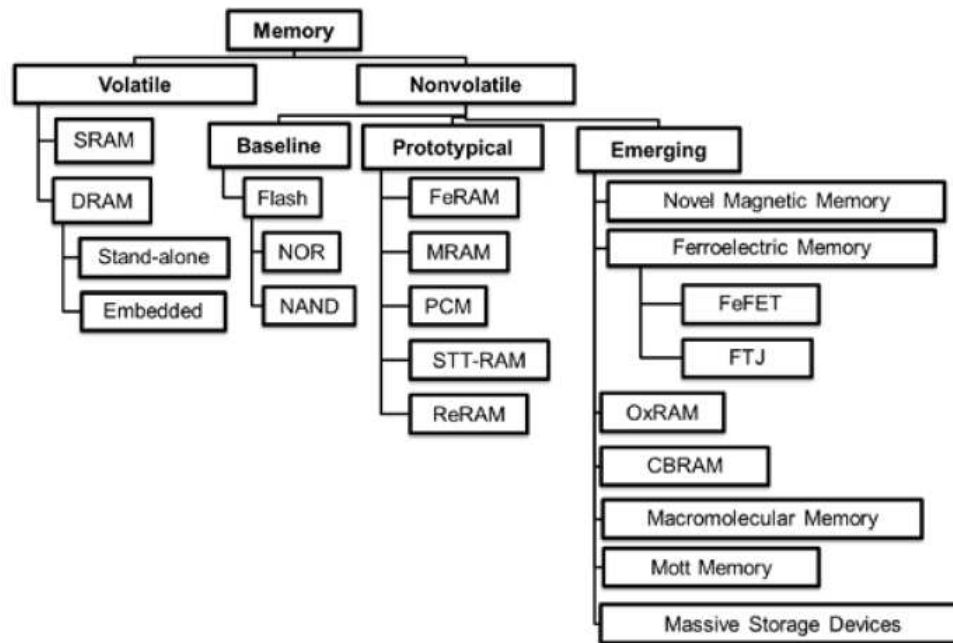 Memory
Volatile
Nonvolatile
SRAM
DRAM
Stand-alone
Embedded
Baseline
Flash
NOR
NAND
Prototypical
FeRAM
MRAM
PCM
STT-RAM
ReRAM
Emerging
Novel Magnetic Memory
Ferroelectric Memory
FeFET
FTJ
OxRAM
CBRAM
Macromolecular Memory
Mott Memory
Massive Storage Devices